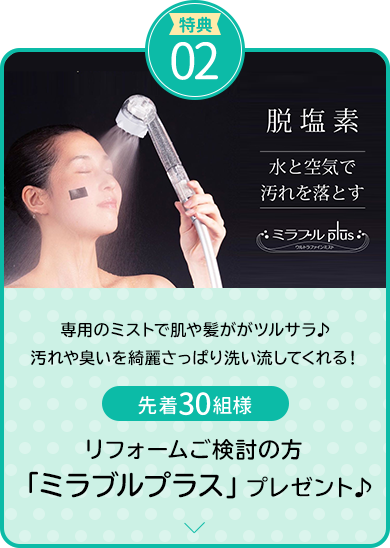 特典
02
脱塩素
水と空気で
汚れを落とす
ミラブル plus
ウルトラファインミスト
専用のミストで肌や髪ががツルサラ♪
汚れや臭いを綺麗さっぱり洗い流してくれる!
先着30組様
リフォームご検討の方
「ミラブルプラス」プレゼント♪